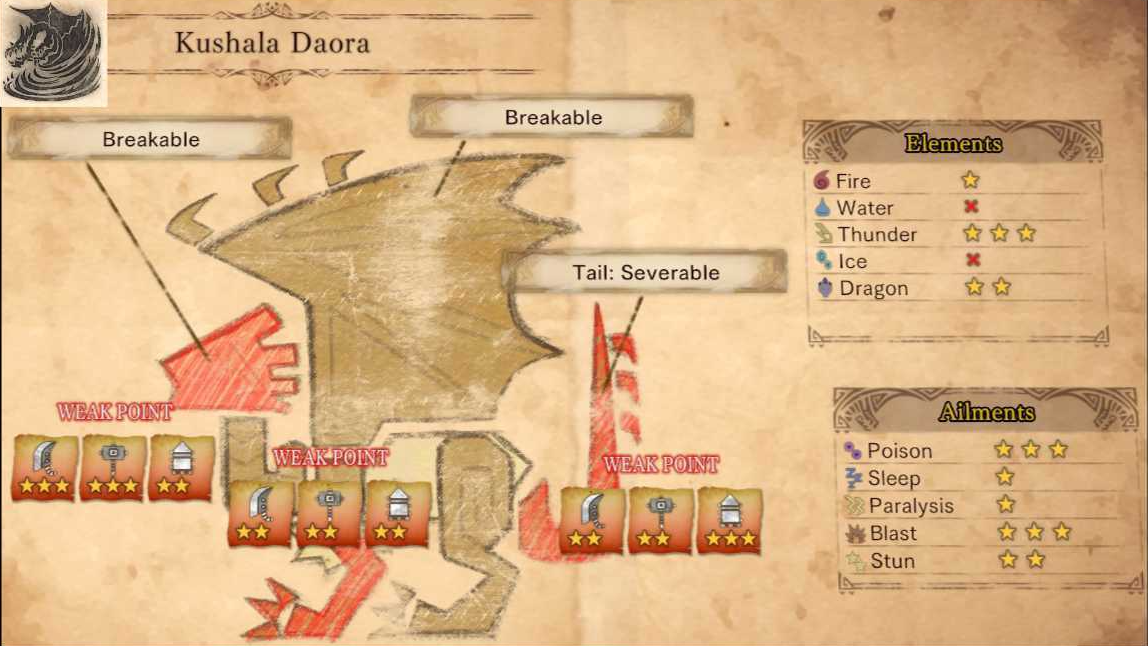 Kushala Daora
Breakable
Breakable
Tail: Severable
WEAK POINT
WEAK POINT
WEAK POINT
Elements
Fire
Water
Thunder
Ice
Dragon
Ailments
Poison
Sleep
Paralysis
Blast
Stun